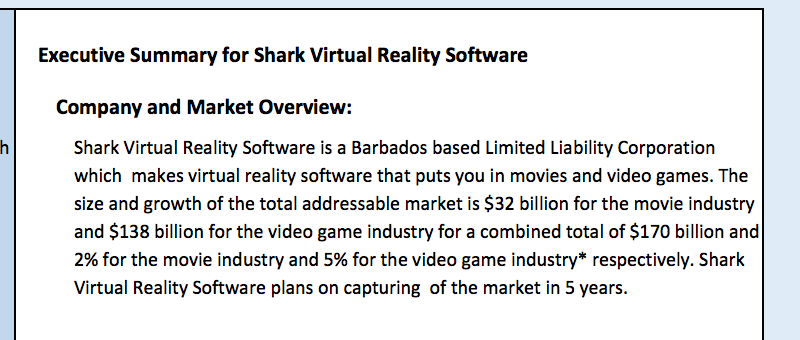 Executive Summary for Shark Virtual Reality Software
Company and Market Overview:
h
Shark Virtual Reality Software is a Barbados based Limited Liability Corporation
which  makes virtual reality software that puts you in movies and video games. The
size and growth of the total addressable market is $32 billion for the movie industry
and $138 billion for the video game industry for a combined total of $170 billion and
2% for the movie industry and 5% for the video game industry* respectively. Shark
Virtual Reality Software plans on capturing  of the market in 5 years.